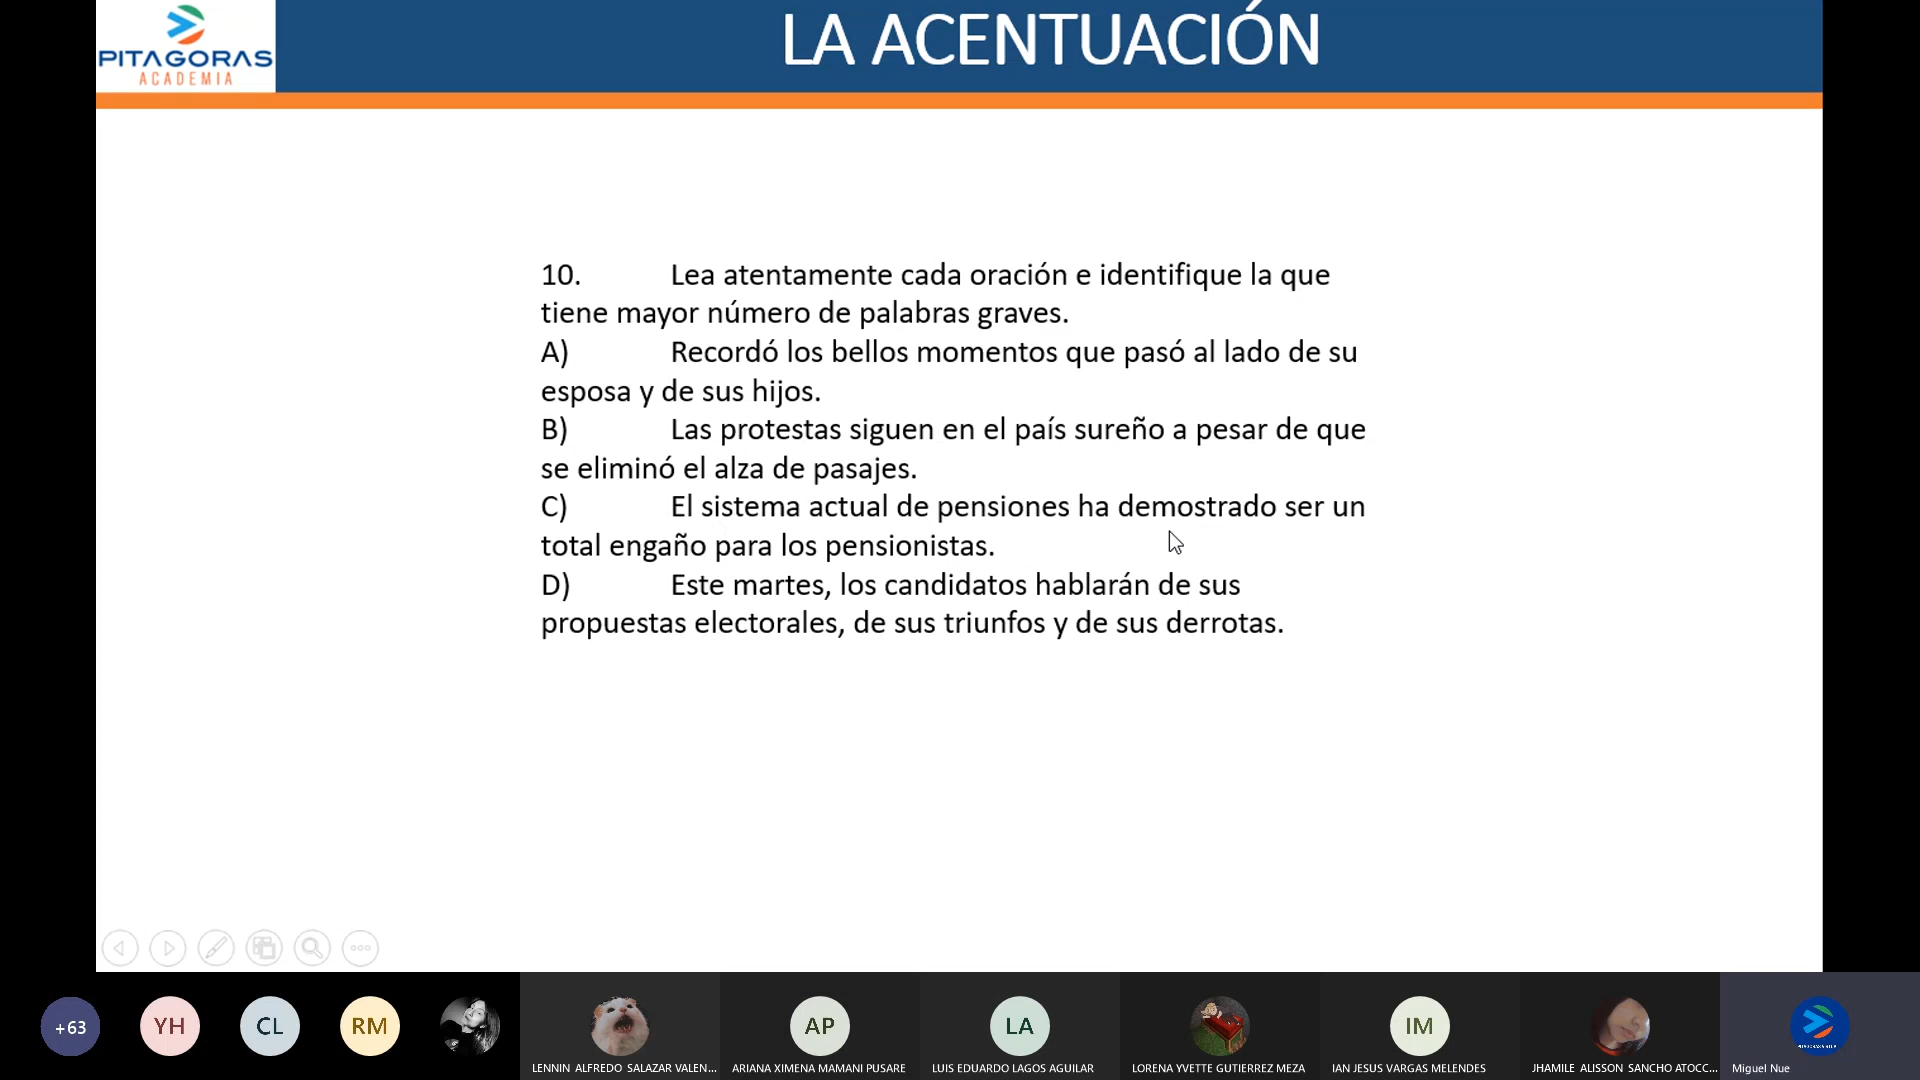 PITAGORAS
ACADEMIA
LA ACENTUACIÓN
10. Lea atentamente cada oración e identifique la que
tiene mayor número de palabras graves.
A) Recordó los bellos momentos que pasó al lado de su
esposa y de sus hijos.
B) Las protestas siguen en el país sureño a pesar de que
se eliminó el alza de pasajes.
C) El sistema actual de pensiones ha demostrado ser un
total engaño para los pensionistas.
D) Este martes, los candidatos hablarán de sus
propuestas electorales, de sus triunfos y de sus derrotas.
+63
YH
CL
RM
AP
LA
IM
LENNIN ALFREDO SALAZAR VALEN...
ARIANA XIMENA MAMANI PUSARE
LUIS EDUARDO LAGOS AGUILAR
LORENA YVETTE GUTIERREZ MEZA
IAN JESUS VARGAS MELENDES
JHAMILE ALISSON SANCHO ATOCC...
Miguel Nue